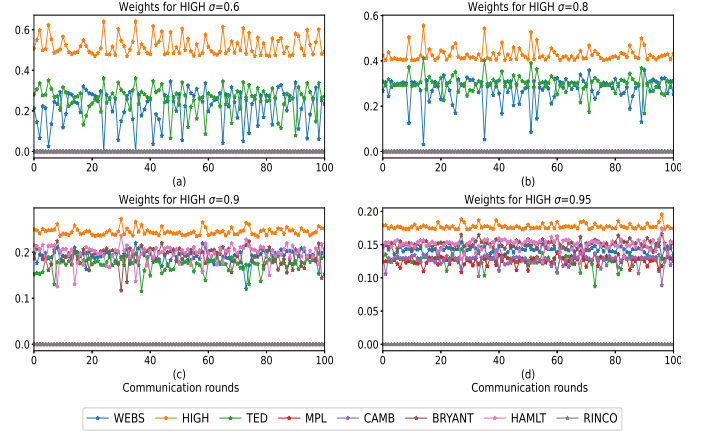 Weights for HIGH σ=0.6
0.6
0.4
0.2
0.0
0 20 40 60 80 100
(a)
Weights for HIGH σ=0.8
0.6
0.4
0.2
0.0
0 20 40 60 80 100
(b)
Weights for HIGH σ=0.9
0.2
0.1
0.0
0 20 40 60 80 100
(c)
Communication rounds
Weights for HIGH σ=0.95
0.20
0.15
0.10
0.05
0.00
0 20 40 60 80 100
(d)
Communication rounds
WEBS HIGH TED MPL CAMB BRYANT HAMLT RINCO